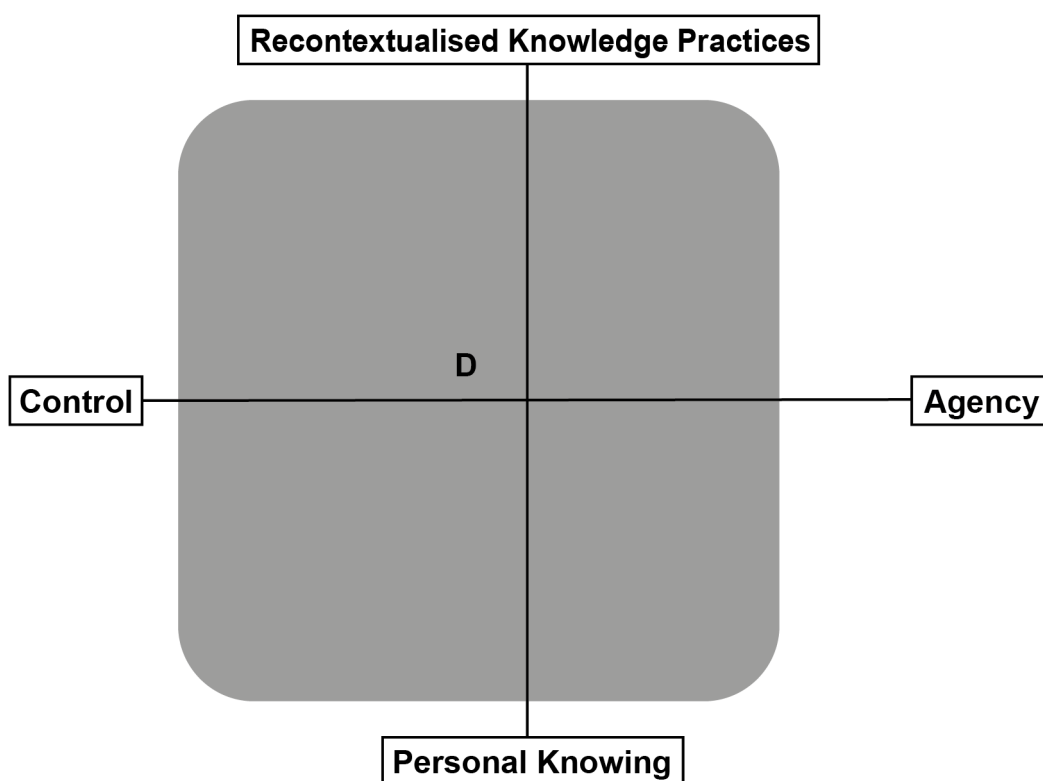 Recontextualised Knowledge Practices
D
Control
Agency
Personal Knowing